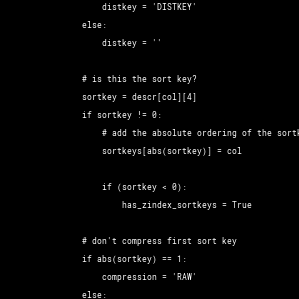 distkey = 'DISTKEY'
else:
distkey = ''
# is this the sort key?
sortkey = descr[col][4]
if sortkey != 0:
# add the absolute ordering of the
sortkeys[abs(sortkey)] = col
if (sortkey < 0):
has_zindex_sortkeys = True
# don't compress first sort key
if abs(sortkey) == 1:
compression = 'RAW'
else: